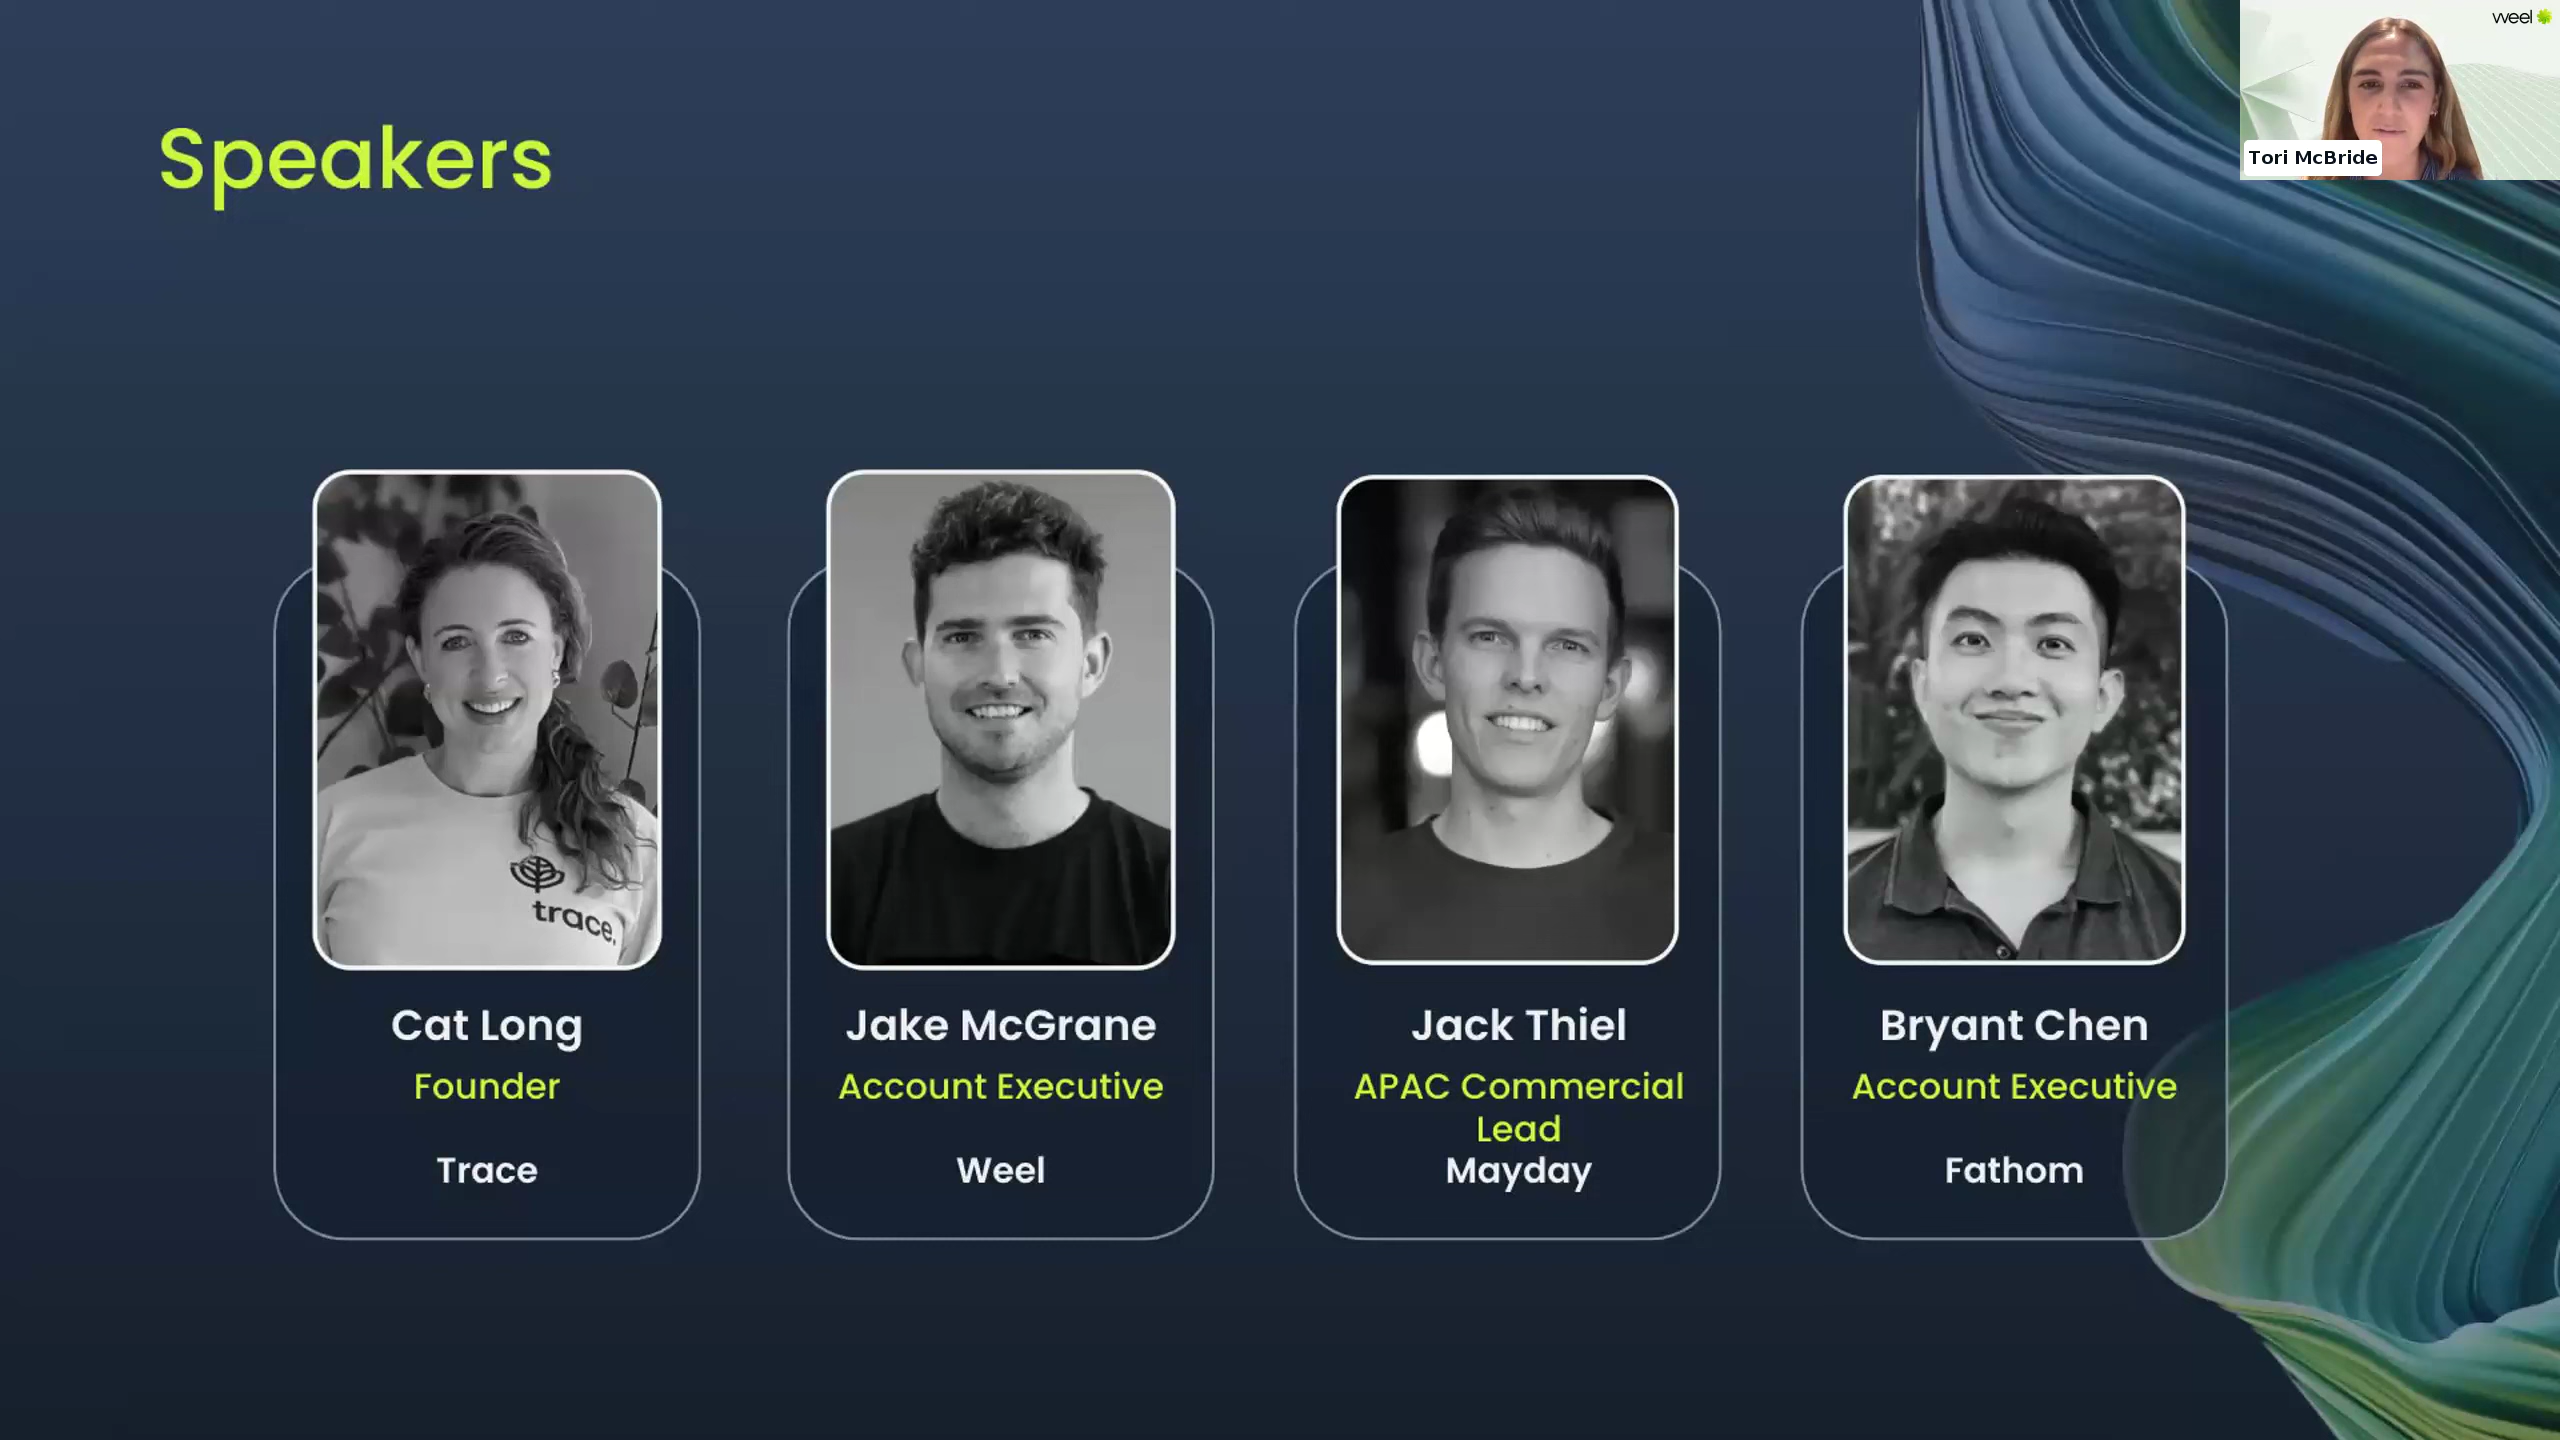 Speakers
weel
Tori McBride
trace.
Cat Long
Founder
Trace
Jake McGrane
Account Executive
Weel
Jack Thiel
APAC Commercial
Lead
Mayday
Bryant Chen
Account Executive
Fathom